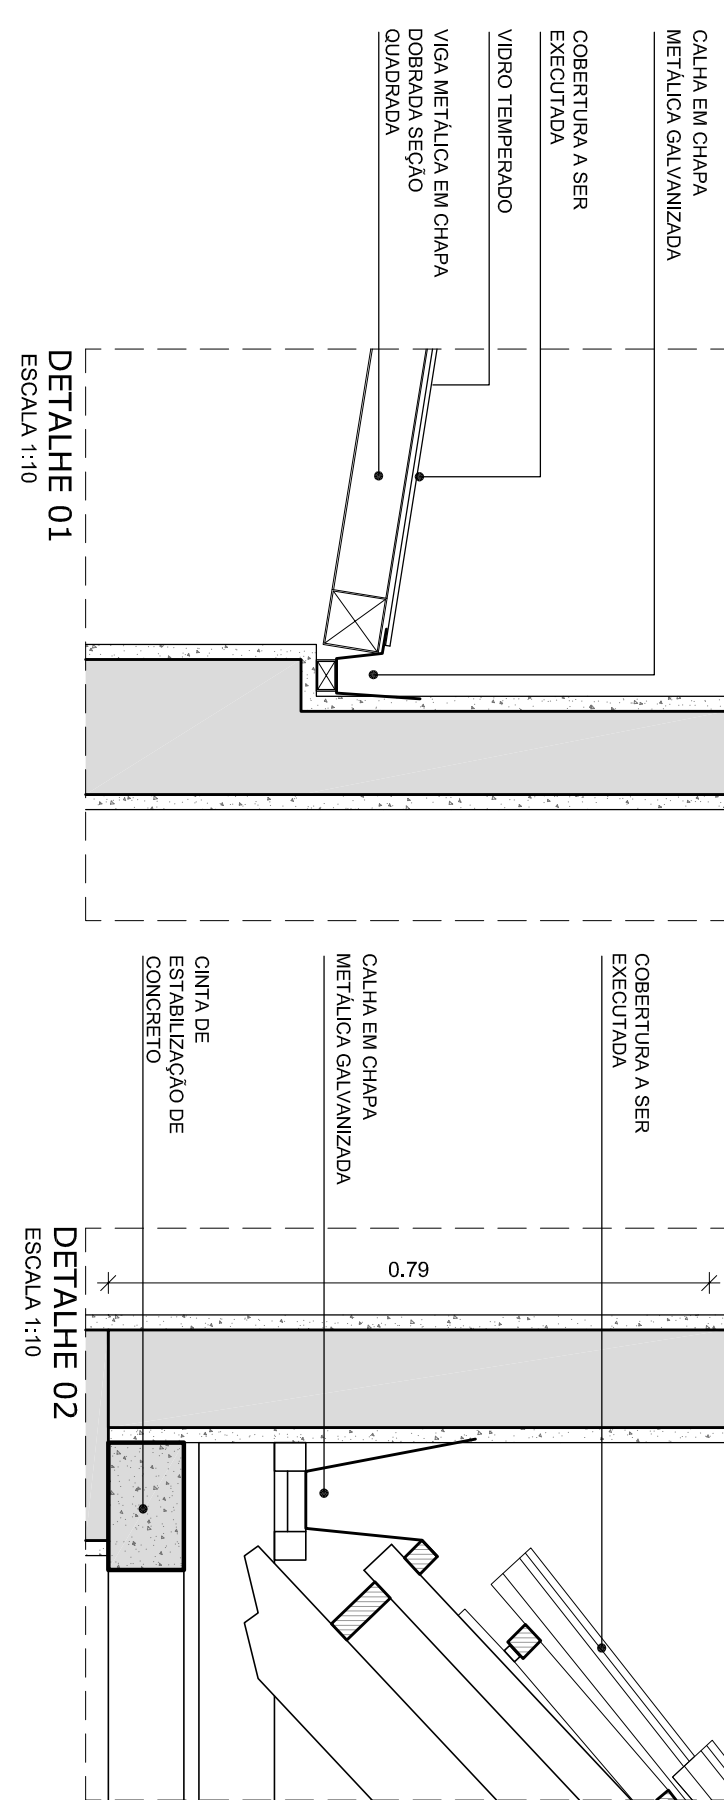 CALHA EM CHAPA
METÁLICA GALVANIZADA
COBERTURA A SER
EXECUTADA
VIDRO TEMPERADO
VIGA METÁLICA EM CHAPA
DOBRADA SEÇÃO
QUADRADA
DETALHE 01
ESCALA 1:10
COBERTURA A SER
EXECUTADA
CALHA EM CHAPA
METÁLICA GALVANIZADA
CINTA DE
ESTABILIZAÇÃO DE
CONCRETO
0.79
DETALHE 02
ESCALA 1:10